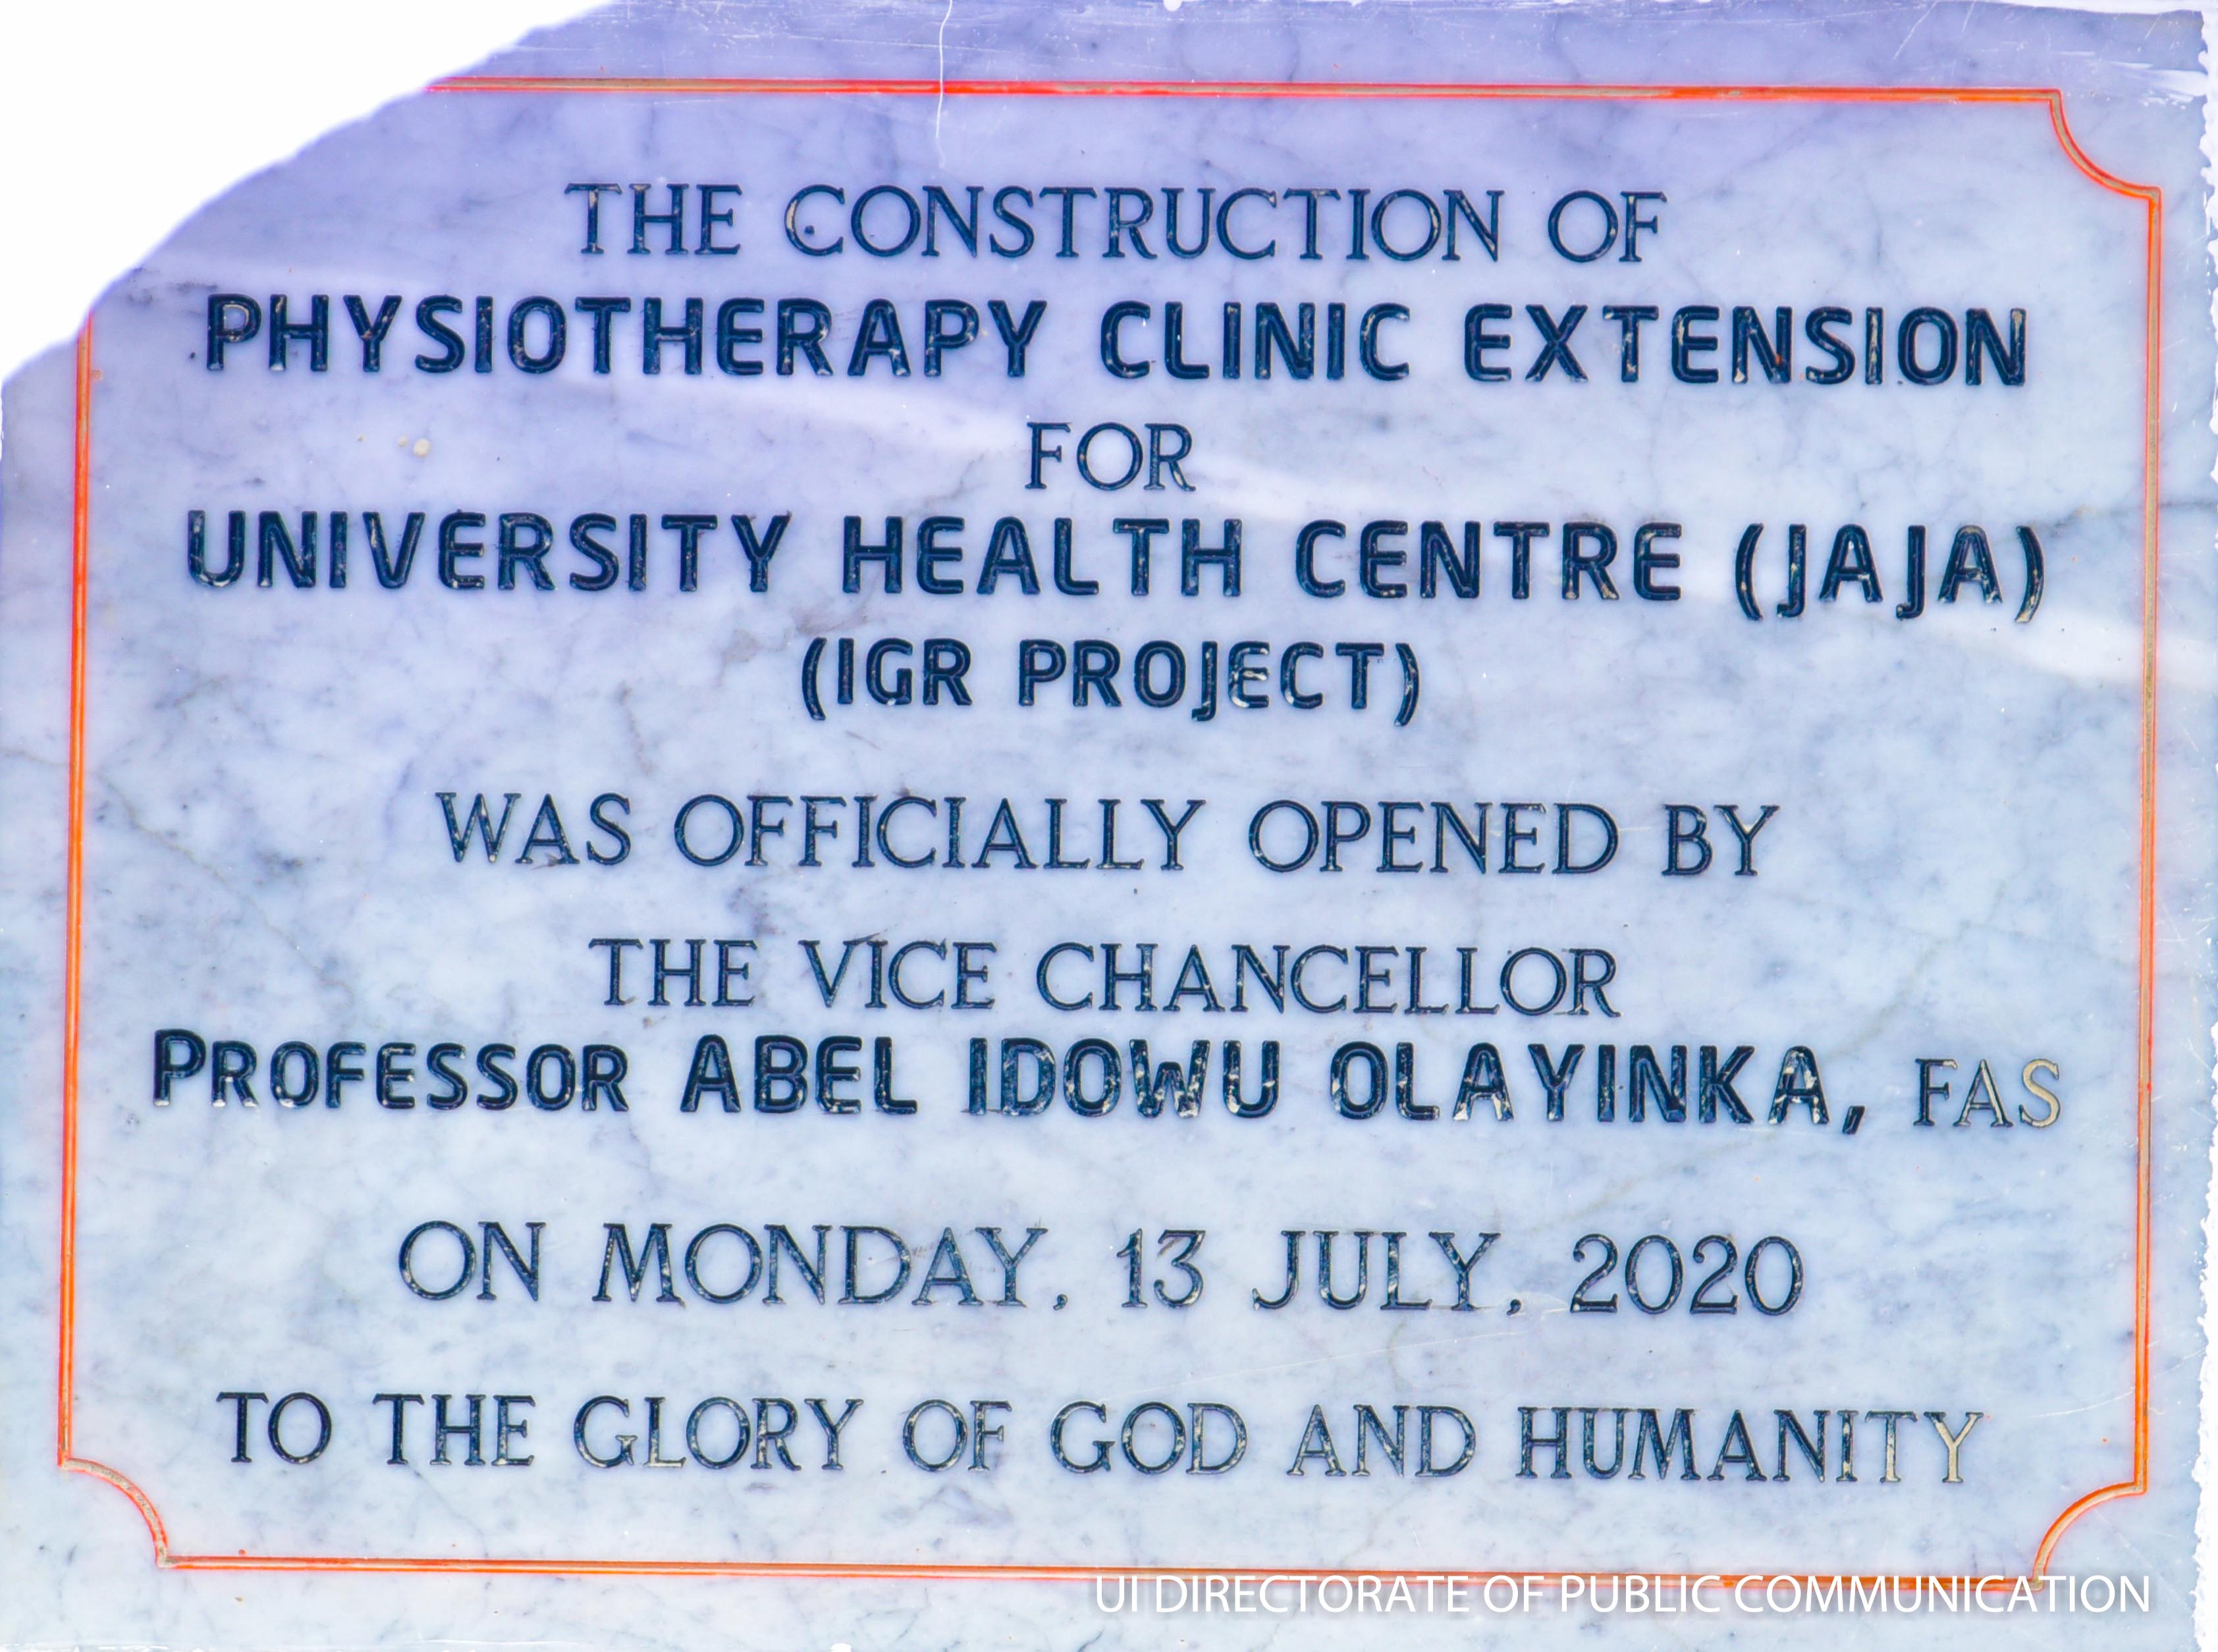 THE CONSTRUCTION OF
PHYSIOTHERAPY CLINIC EXTENSION
FOR
UNIVERSITY HEALTH CENTRE (JAJA)
(IGR PROJECT)
WAS OFFICIALLY OPENED BY
THE VICE CHANCELLOR
PROFESSOR ABEL IDOWU OLAYINKA, FAS
ON MONDAY, 13 JULY, 2020
TO THE GLORY OF GOD AND HUMANITY
UI DIRECTORATE OF PUBLIC COMMUNICATION